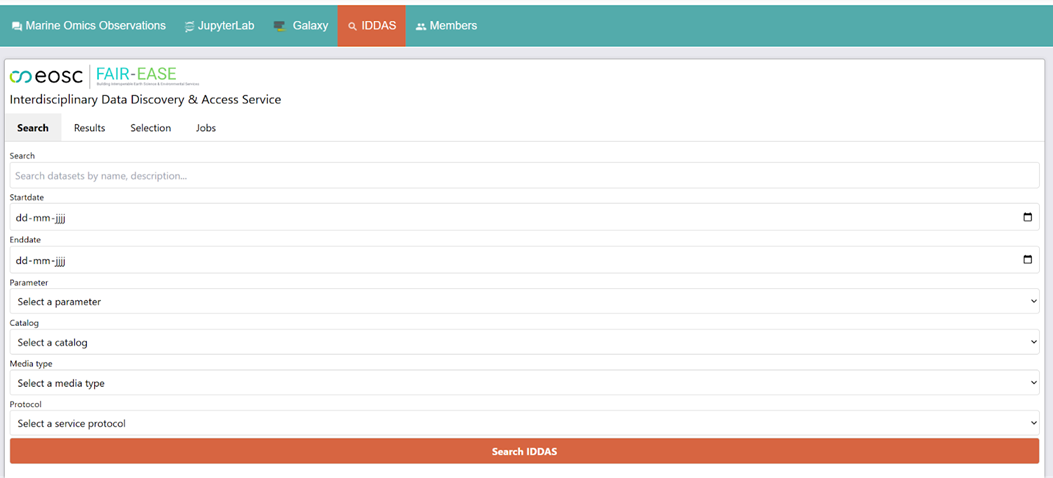 Marine Omics Observations JupyterLab Galaxy IDDAS Members
eosc FAIR-EASE
Building Interoperable Earth Science & Environmental Services
Interdisciplinary Data Discovery & Access Service
Search Results Selection Jobs
Search
Search datasets by name, description...
Startdate
dd-mm-jjjj
Enddate
dd-mm-jjjj
Parameter
Select a parameter
Catalog
Select a catalog
Media type
Select a media type
Protocol
Select a service protocol
Search IDDAS